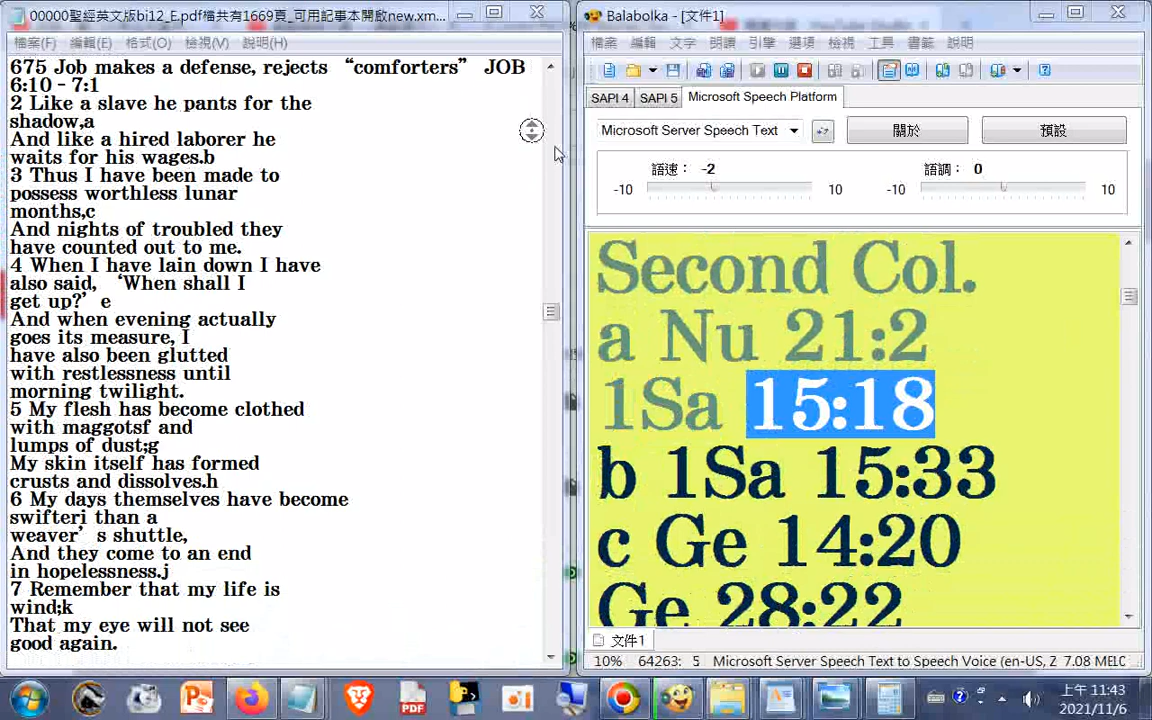 00000聖經英文版bi12_E.pdf檔共有1669頁_可用記事本開啟new.xm...
檔案(F) 編輯(E) 格式(O) 檢視(V) 說明(H)
675 Job makes a defense, rejects “comforters” JOB
6:10 – 7:1
2 Like a slave he pants for the
shadow,a
And like a hired laborer he
waits for his wages.b
3 Thus I have been made to
possess worthless lunar
months,c
And nights of troubled they
have counted out to me.
4 When I have lain down I have
also said, ‘When shall I
get up?’ e
And when evening actually
goes its measure, I
have also been glutted
with restlessness until
morning twilight.
5 My flesh has become clothed
with maggotsf and
lumps of dust;g
My skin itself has formed
crusts and dissolves.h
6 My days themselves have become
swifteri than a
weaver’s shuttle,
And they come to an end
in hopelessness.j
7 Remember that my life is
wind;k
That my eye will not see
good again.
Balabolka - [文件1]
檔案 編輯 文字 朗讀 引擎 選項 檢視 工具 書籤 說明
SAPI 4 SAPI 5 Microsoft Speech Platform
Microsoft Server Speech Text 關於 預設
語速： -2 語調： 0
-10 10 -10 10
Second Col.
a Nu 21:2
1Sa 15:18
b 1Sa 15:33
c Ge 14:20
Ge 28:22
文件1
10% 64263: 5 Microsoft Server Speech Text to Speech Voice (en-US, Z 7.08 MELC
PDF
上午 11:43
2021/11/6